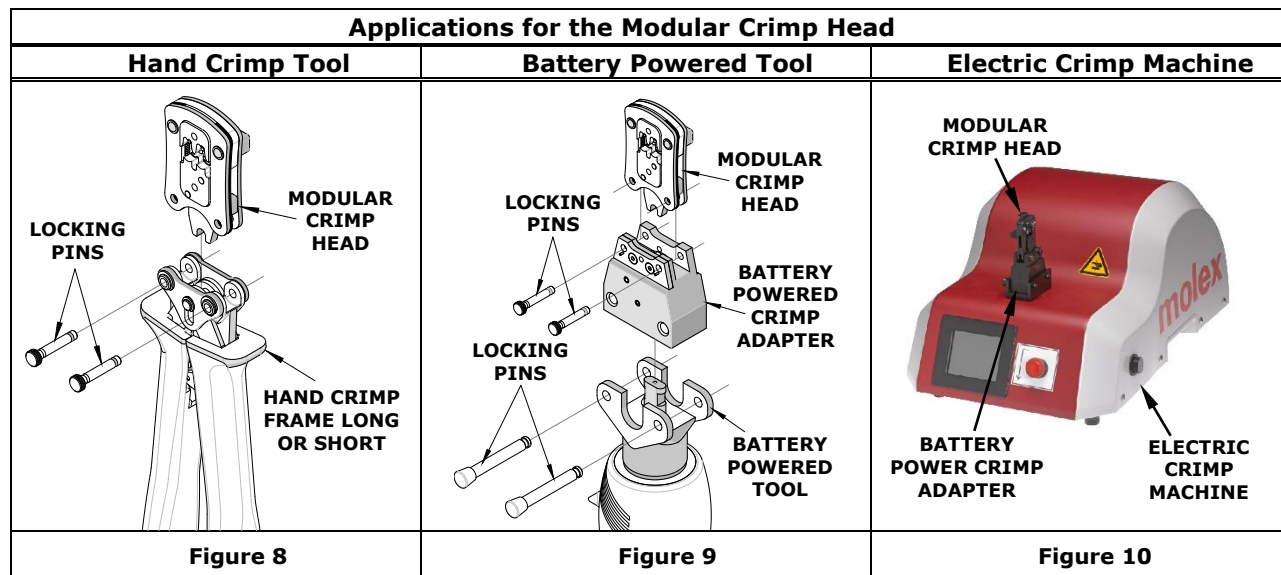 Applications for the Modular Crimp Head
Hand Crimp Tool
Battery Powered Tool
Electric Crimp Machine
MODULAR
CRIMP
HEAD
LOCKING
PINS
HAND CRIMP
FRAME LONG
OR SHORT
MODULAR
CRIMP
HEAD
LOCKING
PINS
BATTERY
POWERED
CRIMP
ADAPTER
LOCKING
PINS
BATTERY
POWERED
TOOL
MODULAR
CRIMP HEAD
molex
BATTERY
POWER CRIMP
ADAPTER
ELECTRIC
CRIMP
MACHINE
Figure 8
Figure 9
Figure 10